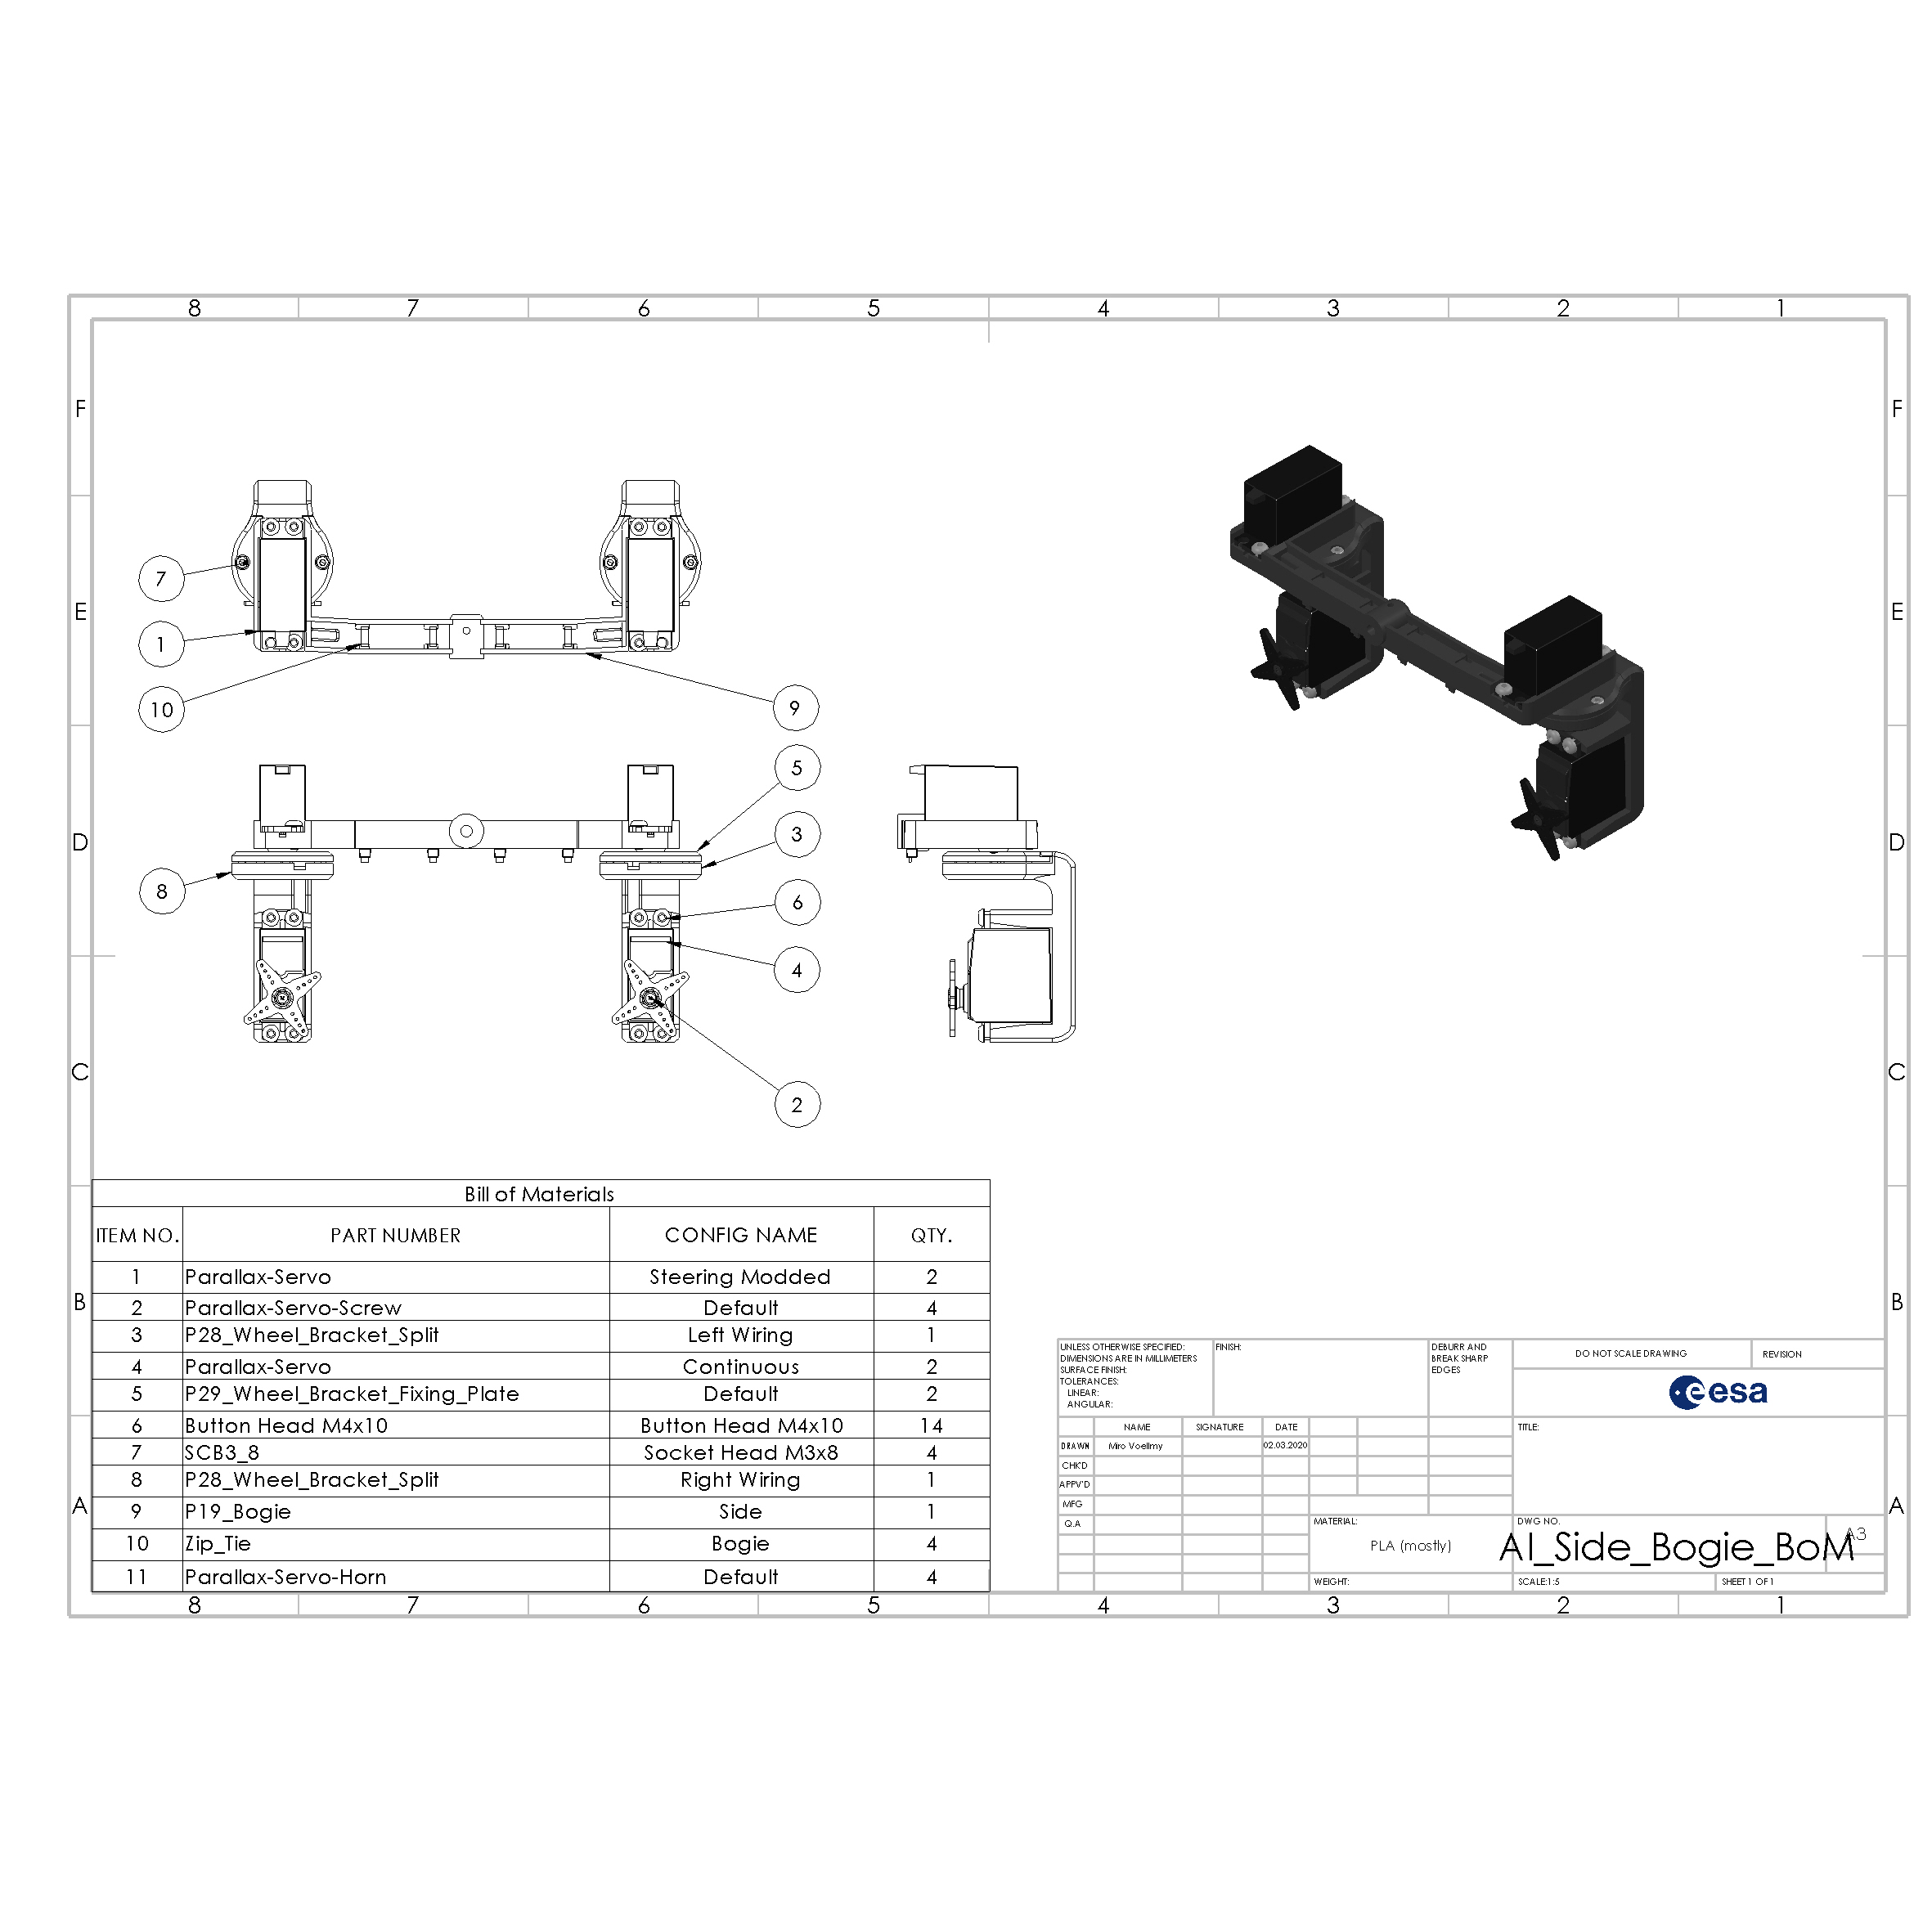 8 7 6 5 4 3 2 1
F F
7
1
E E
10
9
5
3
D D
8
6
4
C C
2
Bill of Materials
ITEM NO. PART NUMBER CONFIG NAME QTY.
1 Parallax-Servo Steering Modded 2
2 Parallax-Servo-Screw Default 4
3 P28_Wheel_Bracket_Split Left Wiring 1
4 Parallax-Servo Continuous 2
5 P29_Wheel_Bracket_Fixing_Plate Default 2
6 Button Head M4x10 Button Head M4x10 14
7 SCB3_8 Socket Head M3x8 4
8 P28_Wheel_Bracket_Split Right Wiring 1
9 P19_Bogie Side 1
10 Zip_Tie Bogie 4
11 Parallax-Servo-Horn Default 4
B B
A A
UNLESS OTHERWISE SPECIFIED:
DIMENSIONS ARE IN MILLIMETERS
SURFACE FINISH:
TOLERANCES:
LINEAR:
ANGULAR:
FINISH:
DEBURR AND
BREAK SHARP
EDGES
DO NOT SCALE DRAWING
REVISION
esa
NAME SIGNATURE DATE
DRAWN Miro Voellmy 02.03.2020
CHK'D
APPV'D
MFG
Q.A
TITLE:
MATERIAL:
PLA (mostly)
DWG NO.
AI_Side_Bogie_BoM
A3
WEIGHT:
SCALE:1:5
SHEET 1 OF 1
8 7 6 5 4 3 2 1